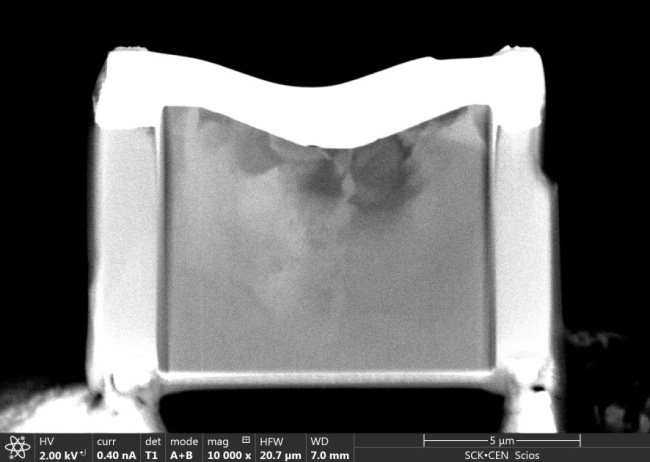 HV curr det mode mag HFW WD 5 µm
2.00 kV 0.40 nA T1 A+B 10 000 x 20.7 µm 7.0 mm SCK•CEN Scios